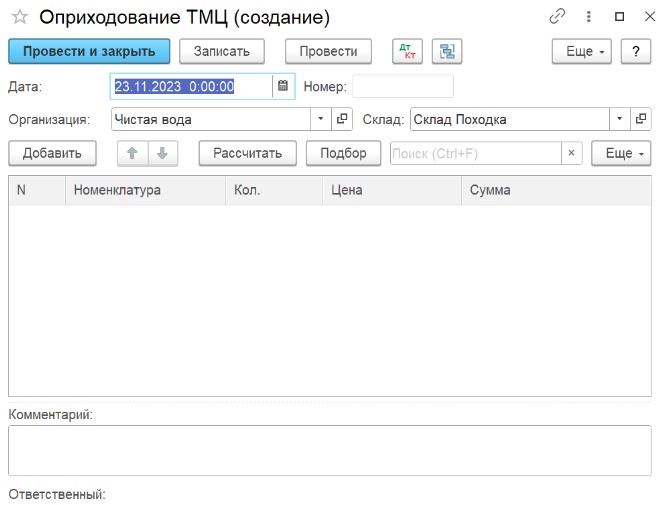 Оприходование ТМЦ (создание)
Провести и закрыть Записать Провести Дт Кт Еще ?
Дата: 23.11.2023 0:00:00 Номер:
Организация: Чистая вода Склад: Склад Походка
Добавить Рассчитать Подбор Поиск (Ctrl+F) × Еще
N Номенклатура Кол. Цена Сумма
Комментарий:
Ответственный: